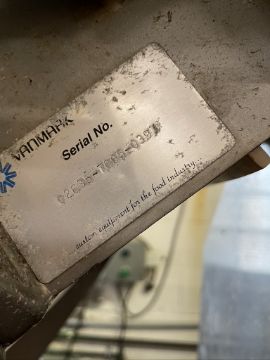 VANMARK
Serial No.
custom equipment for the food industry